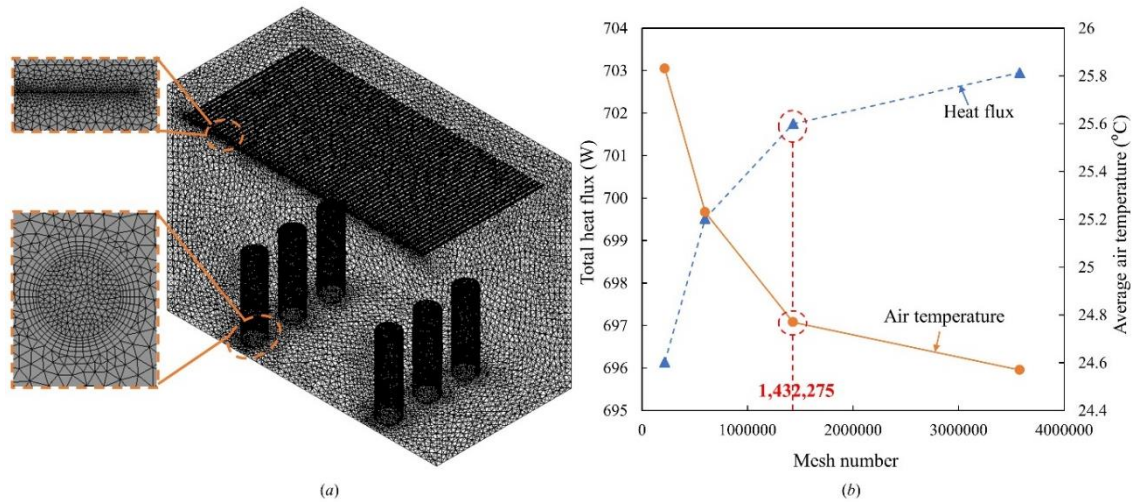 704
703
702
701
700
699
698
697
696
695
Total heat flux (W)
26
25.8
25.6
25.4
25.2
25
24.8
24.6
24.4
Average air temperature (°C)
Heat flux
Air temperature
1,432,275
0 1000000 2000000 3000000 4000000
Mesh number
(a) (b)